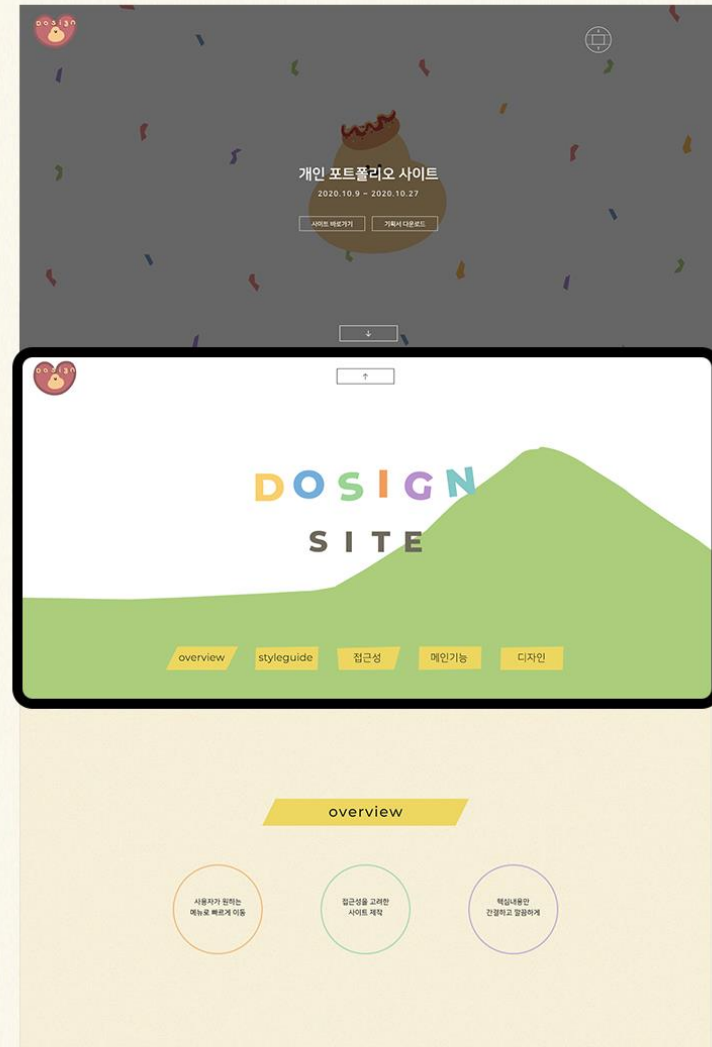 DOSIGN
개인 포트폴리오 사이트
2020.10.9 ~ 2020.10.27
사이트 바로가기 기획서 다운로드
↓
DOSIGN
↑
DOSIGN
SITE
overview styleguide 접근성 메인기능 디자인
overview
사용자가 원하는
메뉴로 빠르게 이동
접근성을 고려한
사이트 제작
핵심내용만
간결하고 깔끔하게